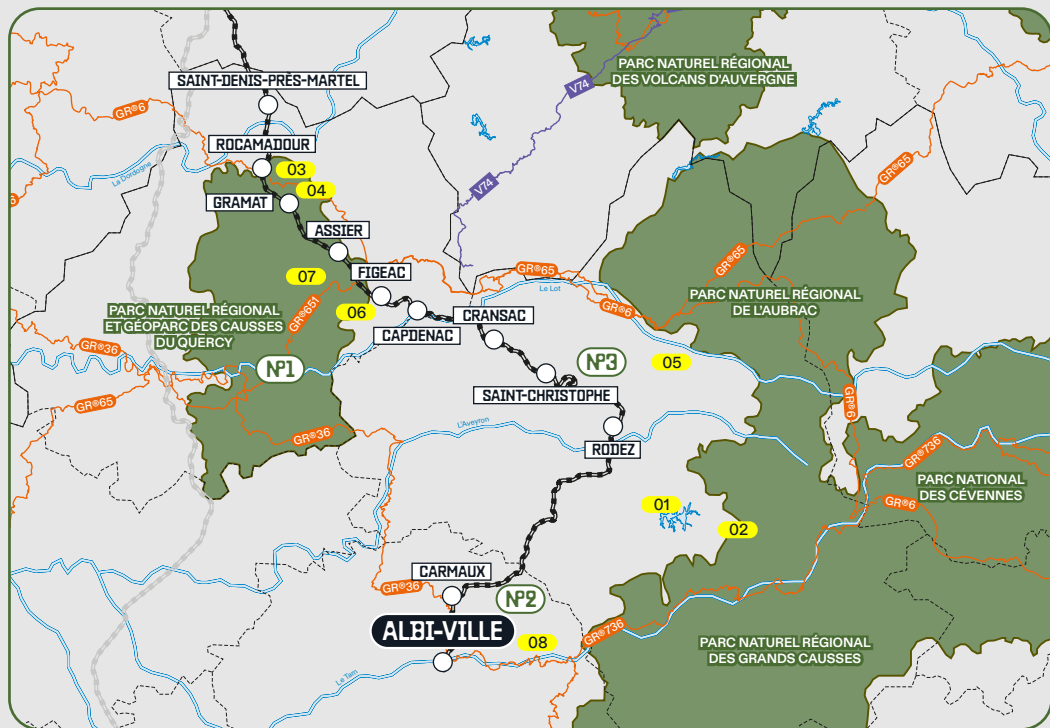 PARC NATUREL RÉGIONAL
DES VOLCANS D'AUVERGNE
SAINT-DENIS-PRÈS-MARTEL
V74
GR®6
ROCAMADOUR
La Dordogne
03
GR®65
V74
04
6
GRAMAT
ASSIER
GR®65
FIGEAC
GR®65
07
Le Lot
PARC NATUREL RÉGIONAL
DE L'AUBRAC
PARC NATUREL RÉGIONAL
ET GÉOPARC DES CAUSSES
DU QUERCY
GR®651
06
GR®6
CRANSAC
CAPDENAC
GR®36
Nº1
Nº3
05
SAINT-CHRISTOPHE
GR®65
GR®6
L'Aveyron
GR®36
RODEZ
GR®736
PARC NATIONAL
DES CÉVENNES
GR®6
01
02
CARMAUX
GR®36
Nº2
ALBI-VILLE
GR®736
08
PARC NATUREL RÉGIONAL
DES GRANDS CAUSSES
Le Tarn